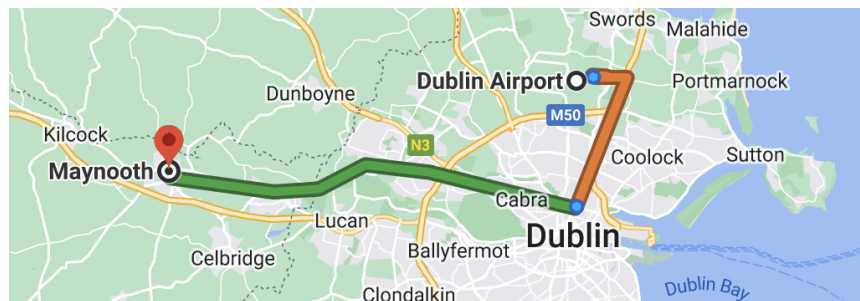 Swords
Malahide
Dublin Airport
Portmarnock
Dunboyne
M50
Kilcock
N3
Coolock
Sutton
Maynooth
Cabra
Lucan
Dublin
Ballyfermot
Celbridge
Clondalkin
Dublin Bay